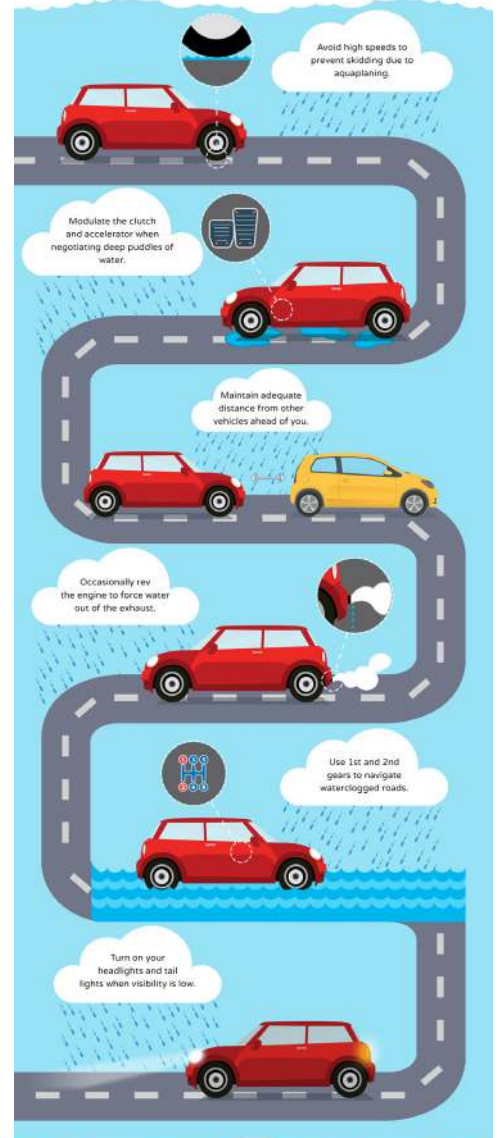 Avoid high speeds to
prevent skidding due to
aquaplaning.
Modulate the clutch
and accelerator when
negotiating deep puddles of
water.
Maintain adequate
distance from other
vehicles ahead of you.
Occasionally rev
the engine to force water
out of the exhaust.
Use 1st and 2nd
gears to navigate
waterclogged roads.
Turn on your
headlights and tail
lights when visibility is low.